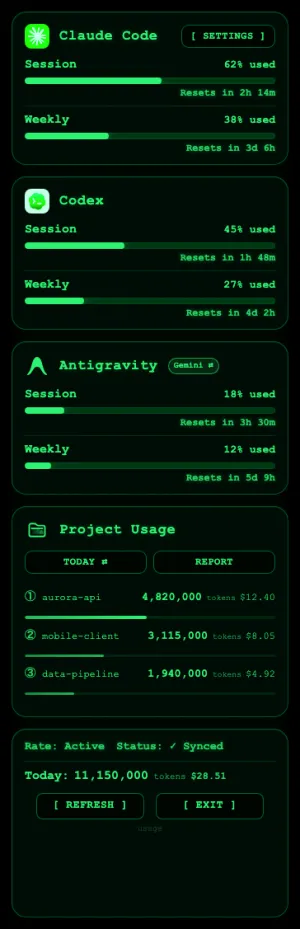 Claude Code [ SETTINGS ]
Session 62% used
Resets in 2h 14m
Weekly 38% used
Resets in 3d 6h
Codex
Session 45% used
Resets in 1h 48m
Weekly 27% used
Resets in 4d 2h
Antigravity Gemini ⇄
Session 18% used
Resets in 3h 30m
Weekly 12% used
Resets in 5d 9h
Project Usage
TODAY ⇄ REPORT
① aurora-api 4,820,000 tokens $12.40
② mobile-client 3,115,000 tokens $8.05
③ data-pipeline 1,940,000 tokens $4.92
Rate: Active Status: ✓ Synced
Today: 11,150,000 tokens $28.51
[ REFRESH ] [ EXIT ]
usage